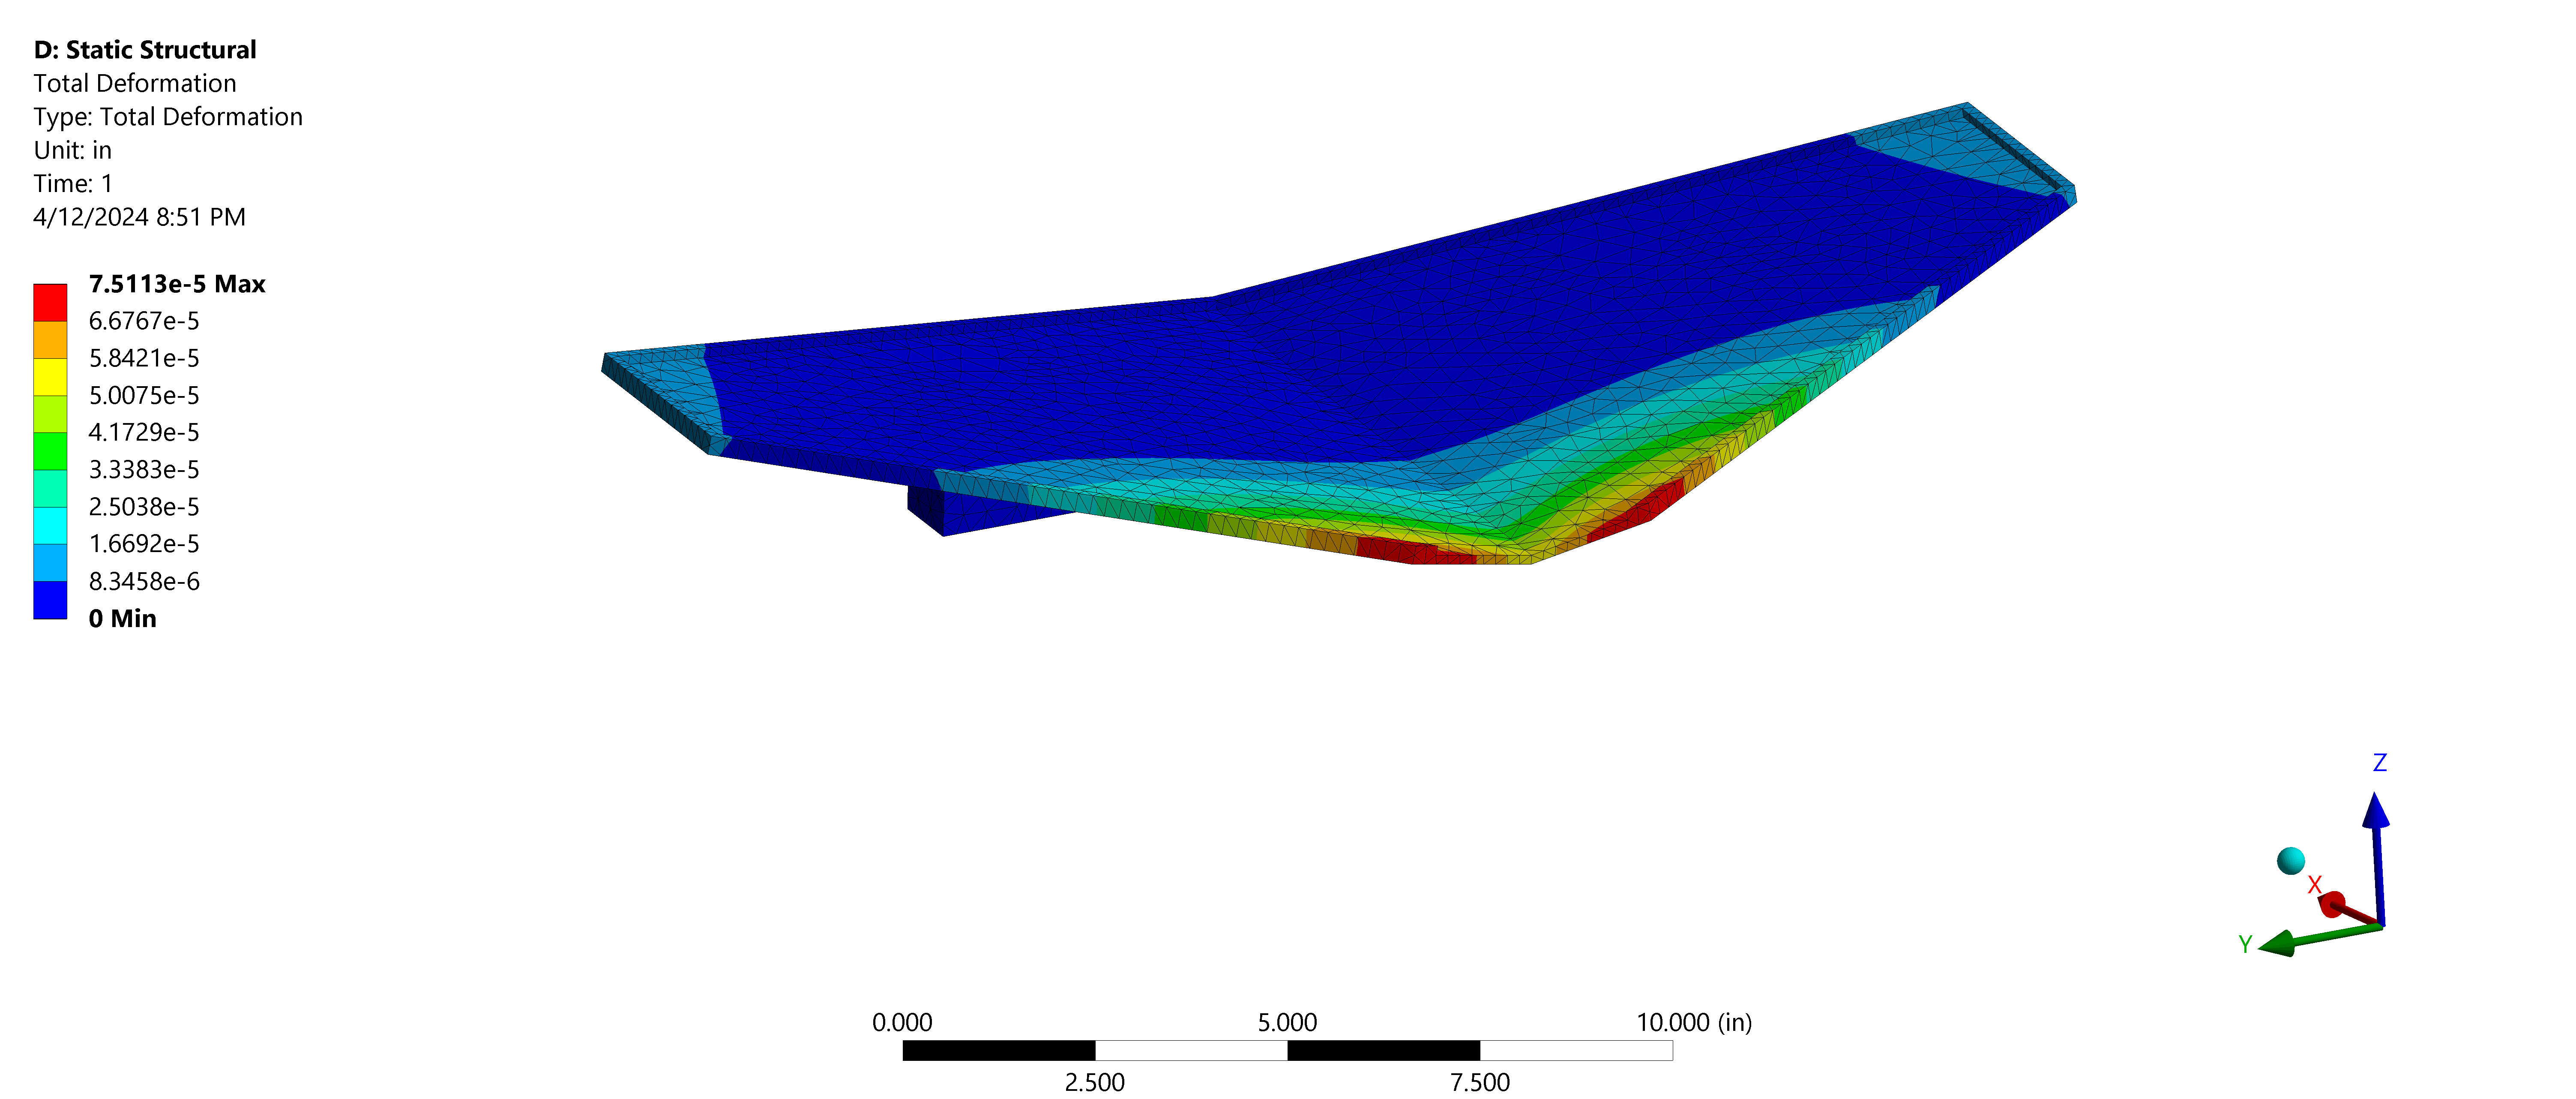 D: Static Structural
Total Deformation
Type: Total Deformation
Unit: in
Time: 1
4/12/2024 8:51 PM
7.5113e-5 Max
6.6767e-5
5.8421e-5
5.0075e-5
4.1729e-5
3.3383e-5
2.5038e-5
1.6692e-5
8.3458e-6
0 Min
Z
X
Y
0.000 5.000 10.000 (in)
2.500 7.500